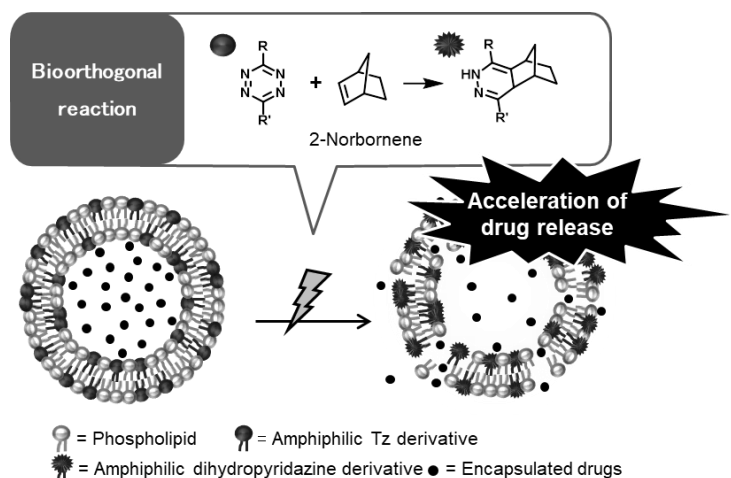 Bioorthogonal
reaction
R
N N
N N
R'
+
2-Norbornene
R
HN
N
R'
Acceleration of
drug release
= Phospholipid = Amphiphilic Tz derivative
= Amphiphilic dihydropyridazine derivative = Encapsulated drugs